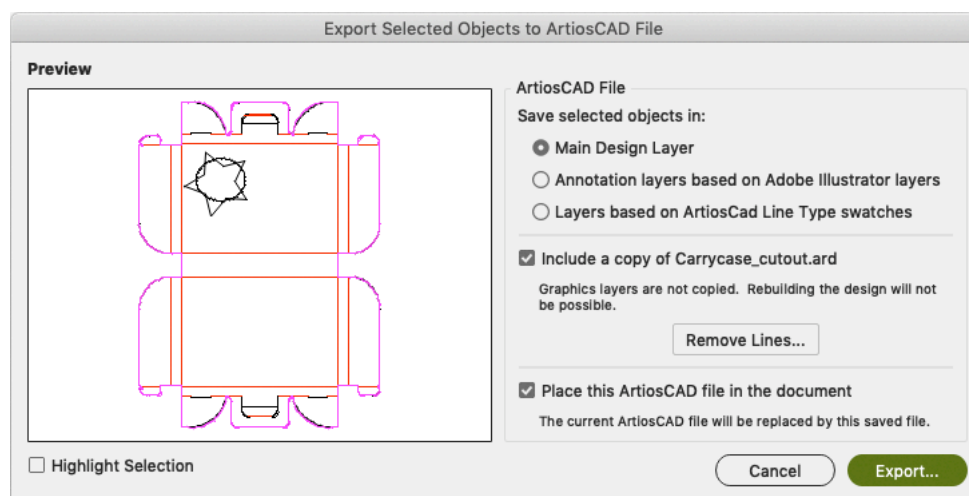 Export Selected Objects to ArtiosCAD File
Preview
ArtiosCAD File
Save selected objects in:
Main Design Layer
Annotation layers based on Adobe Illustrator layers
Layers based on ArtiosCad Line Type swatches
Include a copy of Carrycase_cutout.ard
Graphics layers are not copied. Rebuilding the design will not
be possible.
Remove Lines...
Place this ArtiosCAD file in the document
The current ArtiosCAD file will be replaced by this saved file.
Highlight Selection
Cancel
Export...